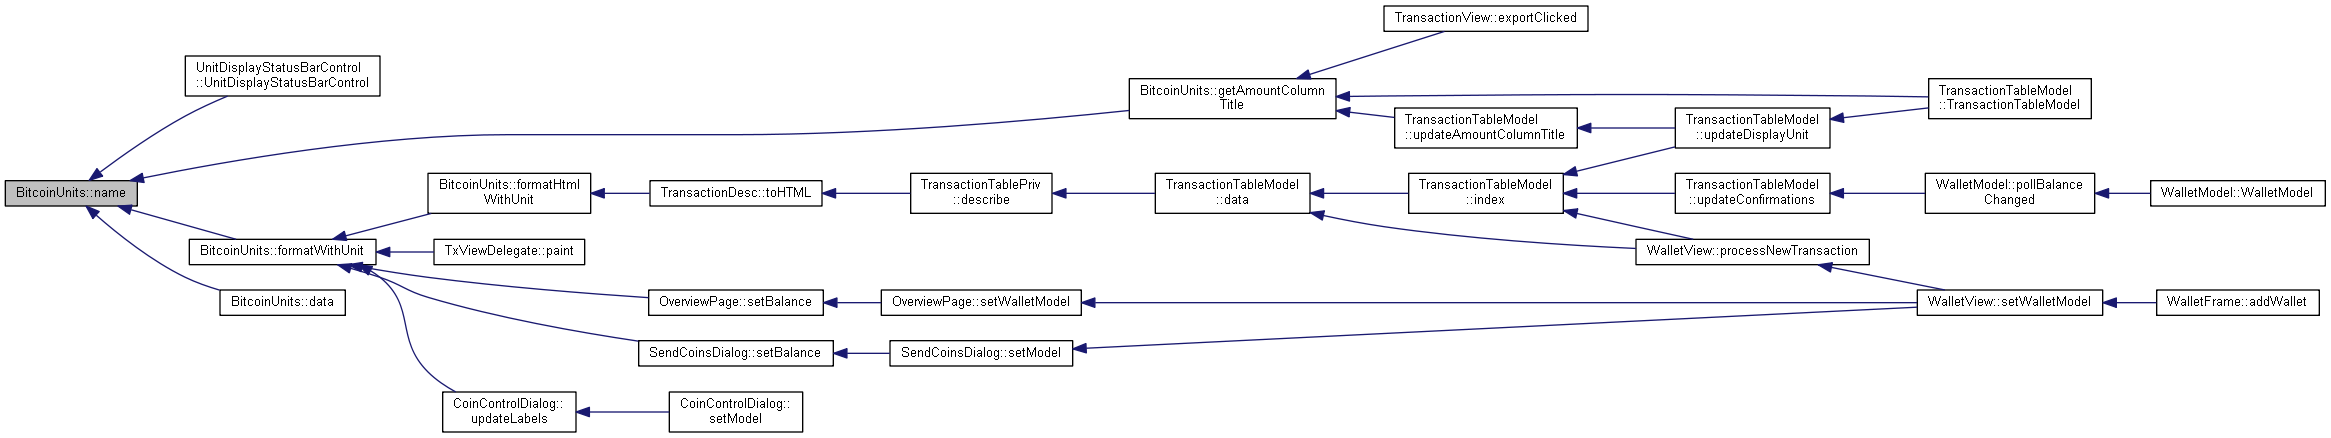 TransactionView::exportClicked
UnitDisplayStatusBarControl
::UnitDisplayStatusBarControl
BitcoinUnits::getAmountColumn
Title
TransactionTableModel
::TransactionTableModel
TransactionTableModel
::updateAmountColumnTitle
TransactionTableModel
::updateDisplayUnit
BitcoinUnits::name
BitcoinUnits::formatHtml
WithUnit
TransactionDesc::toHTML
TransactionTablePriv
::describe
TransactionTableModel
::data
TransactionTableModel
::index
TransactionTableModel
::updateConfirmations
WalletModel::pollBalance
Changed
WalletModel::WalletModel
BitcoinUnits::formatWithUnit
TxViewDelegate::paint
WalletView::processNewTransaction
BitcoinUnits::data
OverviewPage::setBalance
OverviewPage::setWalletModel
WalletView::setWalletModel
WalletFrame::addWallet
SendCoinsDialog::setBalance
SendCoinsDialog::setModel
CoinControlDialog::
updateLabels
CoinControlDialog::
setModel